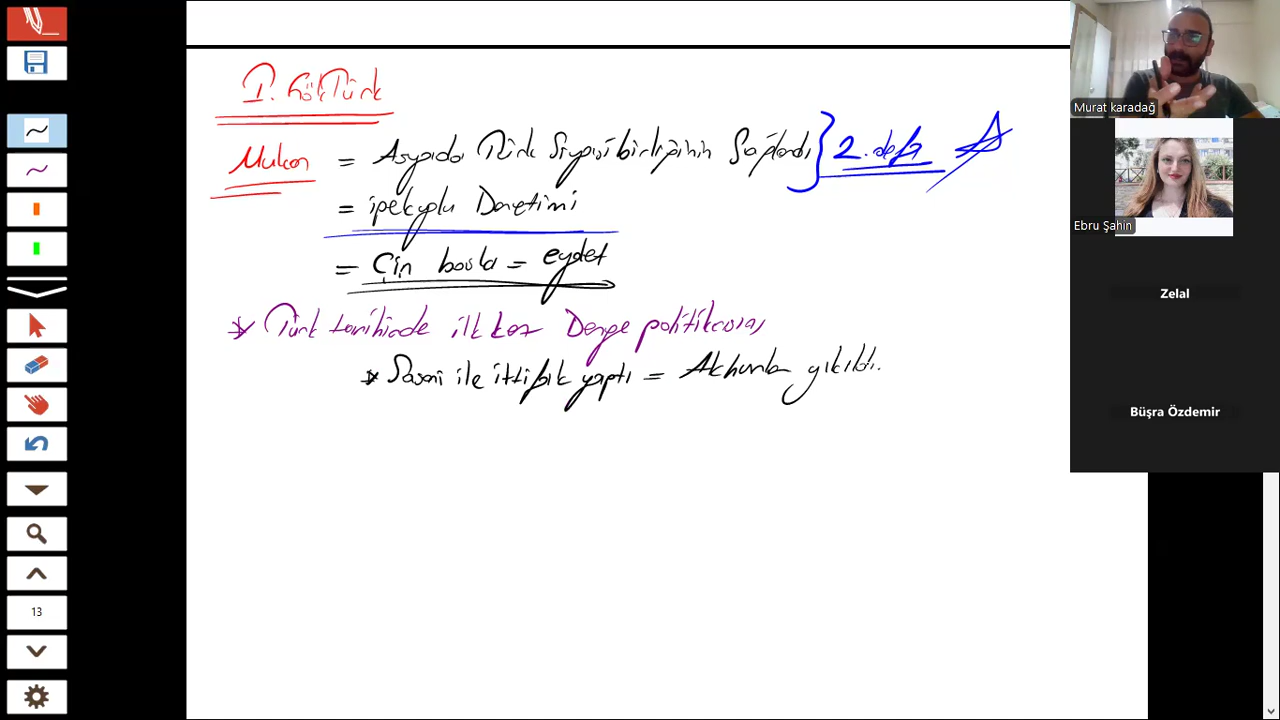 I. GökTürk
Mukan = Asyada Türk Siyasi birliğinin Sağlandı } 2. defa
= ipekyolu Denetimi
= Çin baskı = eydet
* Türk tarihinde ilk kez Denge politikası
* Sasani ile ittifak yaptı = Akhunlar yıkıldı.
Murat karadağ
Ebru Şahin
Zelal
Büşra Özdemir
13